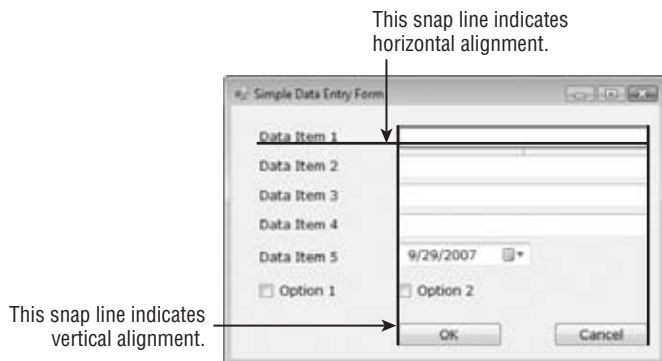 This snap line indicates
horizontal alignment.
Simple Data Entry Form
Data Item 1
Data Item 2
Data Item 3
Data Item 4
Data Item 5 9/29/2007
Option 1 Option 2
This snap line indicates
vertical alignment.
OK Cancel